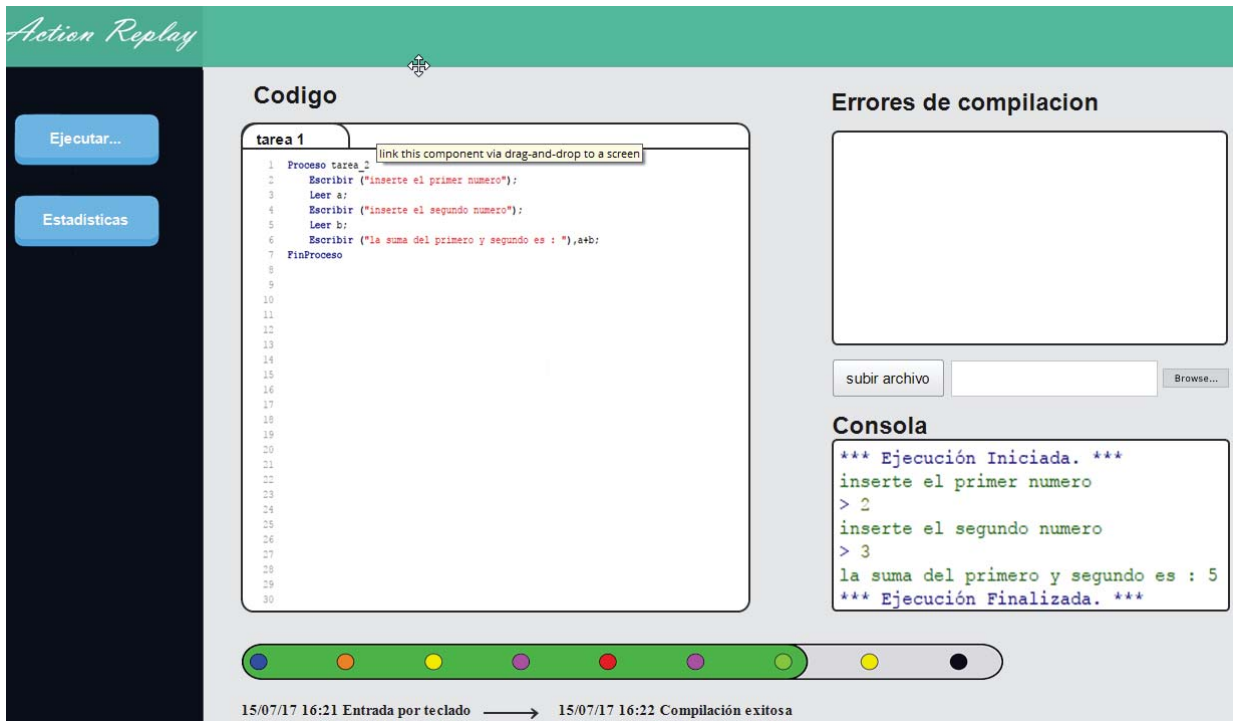 Action Replay
Ejecutar...
Estadisticas
Codigo
tarea 1
link this component via drag-and-drop to a screen
1 Proceso tarea_2
2 Escribir ("inserte el primer numero");
3 Leer a;
4 Escribir ("inserte el segundo numero");
5 Leer b;
6 Escribir ("la suma del primero y segundo es : "),a+b;
7 FinProceso
8
9
10
11
12
13
14
15
16
17
18
19
20
21
22
23
24
25
26
27
28
29
30
Errores de compilacion
subir archivo
Browse...
Consola
*** Ejecución Iniciada. ***
inserte el primer numero
> 2
inserte el segundo numero
> 3
la suma del primero y segundo es : 5
*** Ejecución Finalizada. ***
15/07/17 16:21 Entrada por teclado → 15/07/17 16:22 Compilación exitosa